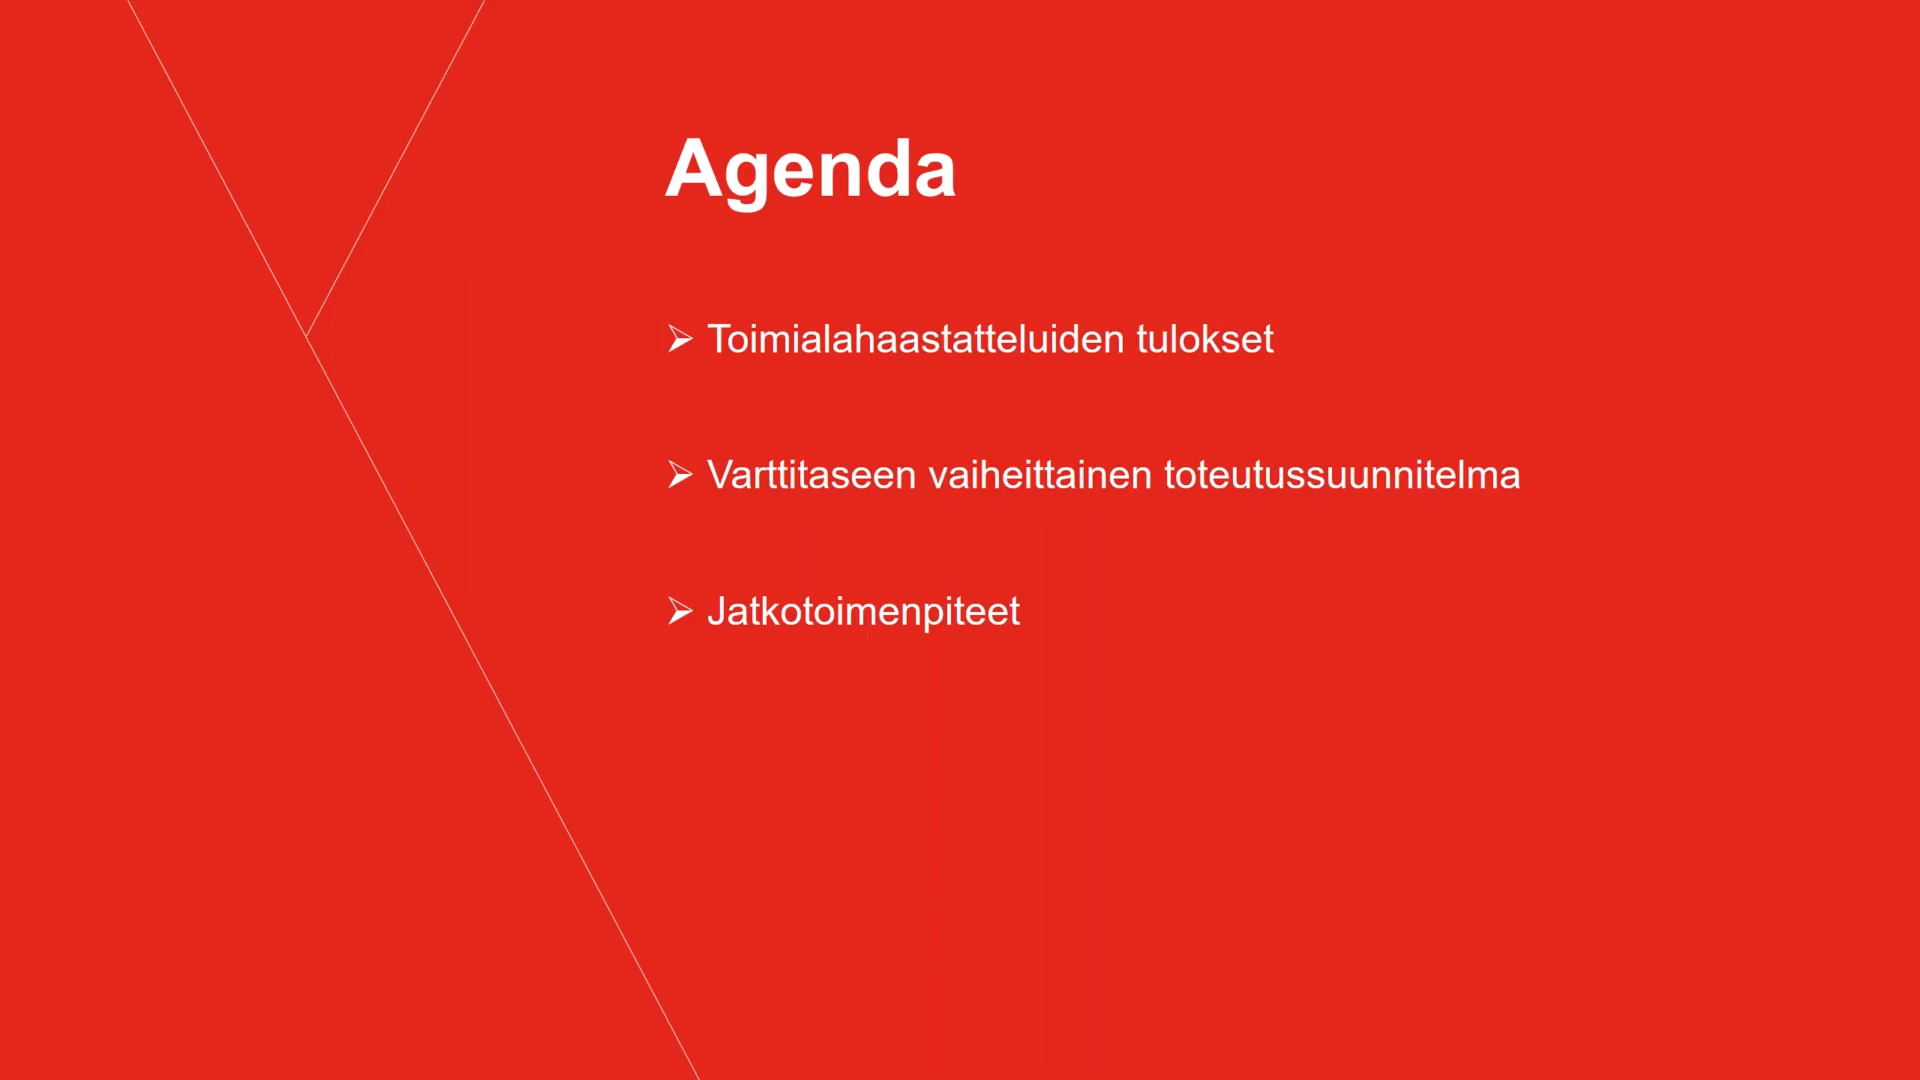 Agenda
➢ Toimialahaastatteluiden tulokset
➢ Varttitaseen vaiheittainen toteutussuunnitelma
➢ Jatkotoimenpiteet